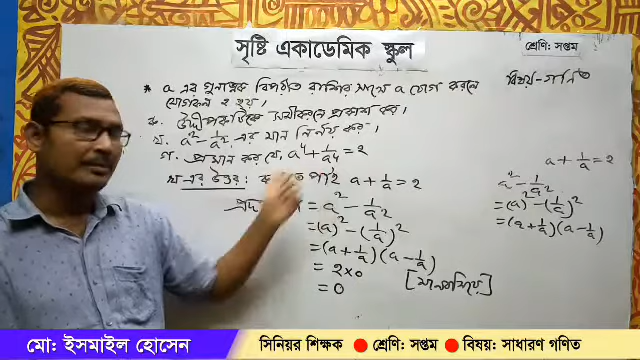 সৃষ্টি একাডেমিক স্কুল
শ্রেণি: সপ্তম
বিষয়-গণিত
* a এর গুনাত্মক বিপরীত রাশির সাথে a যোগ করলে
যোগফল ২ হয়।
ক. উদ্দীপকটিকে সমীকরণে প্রকাশ কর।
খ. a² - 1/a² এর মান নির্ণয় কর।
গ. প্রমান কর যে, a⁴ + 1/a⁴ = 2
খ-এর উত্তর: পাই a + 1/a = 2
= a² - 1/a²
= (a)² - (1/a)²
= (a + 1/a)(a - 1/a)
= 2×0
= 0
[মান বসিয়ে]
a + 1/a = 2
a² - 1/a²
= (a)² - (1/a)²
= (a + 1/a)(a - 1/a)
মো: ইসমাইল হোসেন
সিনিয়র শিক্ষক শ্রেণি: সপ্তম বিষয়: সাধারণ গণিত